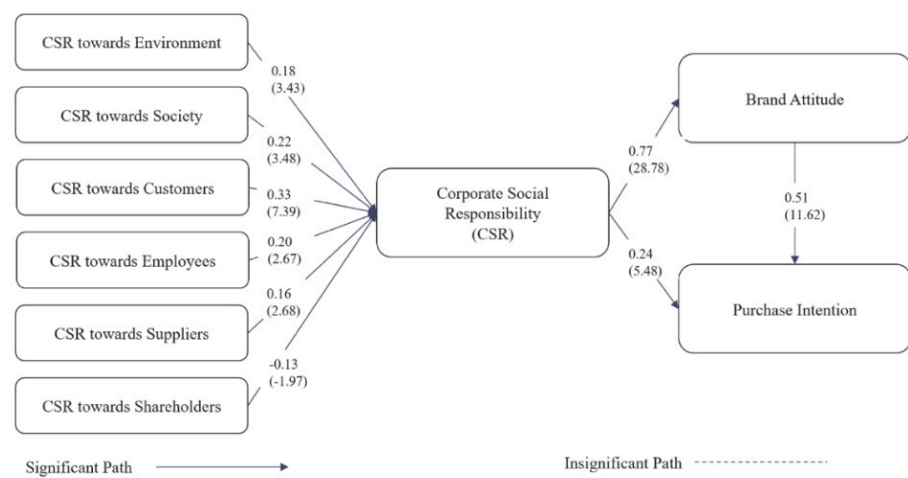 CSR towards Environment
0.18
(3.43)
CSR towards Society
0.22
(3.48)
CSR towards Customers
0.33
(7.39)
CSR towards Employees
0.20
(2.67)
CSR towards Suppliers
0.16
(2.68)
CSR towards Shareholders
-0.13
(-1.97)
Corporate Social
Responsibility
(CSR)
0.77
(28.78)
0.24
(5.48)
Brand Attitude
0.51
(11.62)
Purchase Intention
Significant Path
Insignificant Path